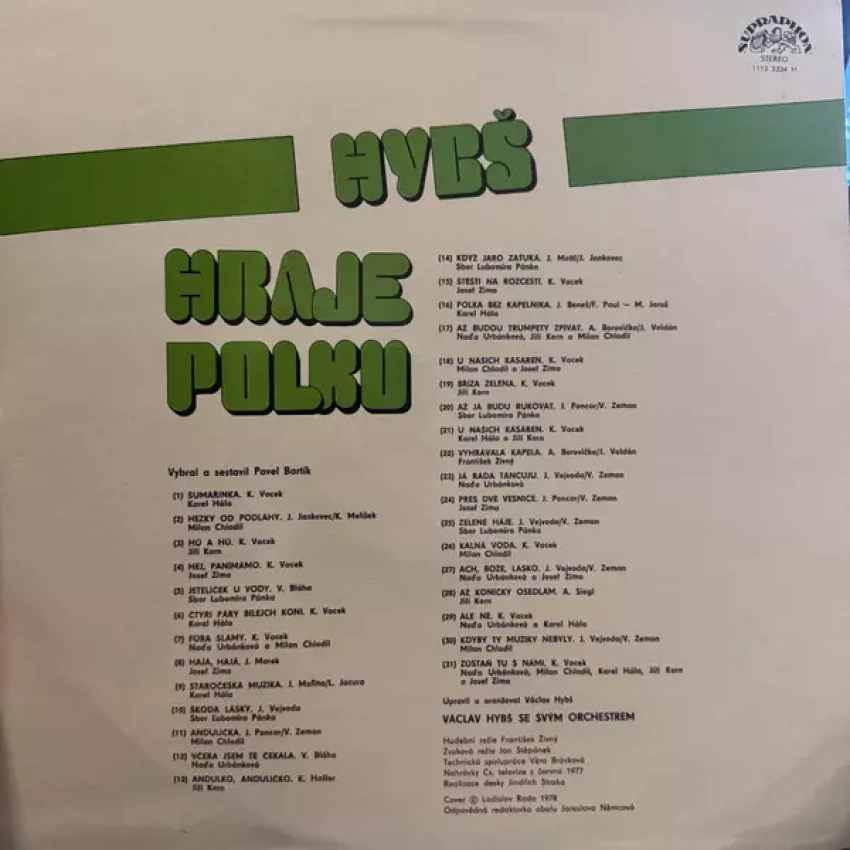 SUPRAPHON
STEREO
1113 2334 H
HYBŠ
HRAJE
POLKU
Vybral a sestavil Pavel Bartík
(1) ŠUMAŘINKA. K. Vacek
Karel Hála
(2) HEZKY OD PODLAHY. J. Jankovec/K. Melíšek
Milan Chladil
(3) HŮ A HŮ. K. Vacek
Jiří Korn
(4) HEJ, PANÍMÁMO. K. Vacek
Josef Zíma
(5) JETELÍČEK U VODY. V. Bláha
Sbor Lubomíra Pánka
(6) ČTYŘI PÁRY BÍLEJCH KONÍ. K. Vacek
Karel Hála
(7) FŮRA SLÁMY. K. Vacek
Naďa Urbánková a Milan Chladil
(8) HÁJÁ, HÁJÁ. J. Marek
Josef Zíma
(9) STAROČESKÁ MUZIKA. J. Mařina/L. Jacura
Karel Hála
(10) ŠKODA LÁSKY. J. Vejvoda
Sbor Lubomíra Pánka
(11) ANDULIČKA. J. Poncar/V. Zeman
Milan Chladil
(12) VČERA JSEM TĚ ČEKALA. V. Bláha
Naďa Urbánková
(13) ANDULKO, ANDULIČKO. K. Hašler
Jiří Korn
(14) KDYŽ JARO ZAŤUKÁ. J. Motl/J. Jankovec
Sbor Lubomíra Pánka
(15) ŠTĚSTÍ NA ROZCESTÍ. K. Vacek
Josef Zíma
(16) POLKA BEZ KAPELNÍKA. J. Beneš/F. Paul – M. Jaroš
Karel Hála
(17) AŽ BUDOU TRUMPETY ZPÍVAT. A. Borovička/J. Valdán
Naďa Urbánková, Jiří Korn a Milan Chladil
(18) U NAŠICH KASÁREN. K. Vacek
Milan Chladil a Josef Zíma
(19) BŘÍZA ZELENÁ. K. Vacek
Jiří Korn
(20) AŽ JÁ BUDU RUKOVAT. J. Poncar/V. Zeman
Sbor Lubomíra Pánka
(21) U NAŠICH KASÁREN. K. Vacek
Karel Hála a Jiří Korn
(22) VYHRÁVALA KAPELA. A. Borovička/J. Valdán
František Živný
(23) JÁ RÁDA TANCUJU. J. Vejvoda/V. Zeman
Naďa Urbánková
(24) PŘES DVĚ VESNICE. J. Poncar/V. Zeman
Josef Zíma
(25) ZELENÉ HÁJE. J. Vejvoda/V. Zeman
Sbor Lubomíra Pánka
(26) KALNÁ VODA. K. Vacek
Milan Chladil
(27) ACH, BOŽE, LÁSKO. J. Vejvoda/V. Zeman
Naďa Urbánková a Josef Zíma
(28) AŽ KONÍČKY OSEDLÁM. A. Siegl
Jiří Korn
(29) ALE NE. K. Vacek
Naďa Urbánková a Karel Hála
(30) KDYBY TY MUZIKY NEBYLY. J. Vejvoda/V. Zeman
Milan Chladil
(31) ZŮSTAŇ TU S NÁMI. K. Vacek
Naďa Urbánková, Milan Chladil, Karel Hála, Jiří Korn
a Josef Zíma
Upravil a aranžoval Václav Hybš
VÁCLAV HYBŠ SE SVÝM ORCHESTREM
Hudební režie František Živný
Zvuková režie Jan Štěpánek
Technická spolupráce Věra Brávková
Nahrávky Čs. televize z června 1977
Realizace desky Jindřich Straka
Cover © Ladislav Rada 1978
Odpovědná redaktorka obalu Jaroslava Němcová